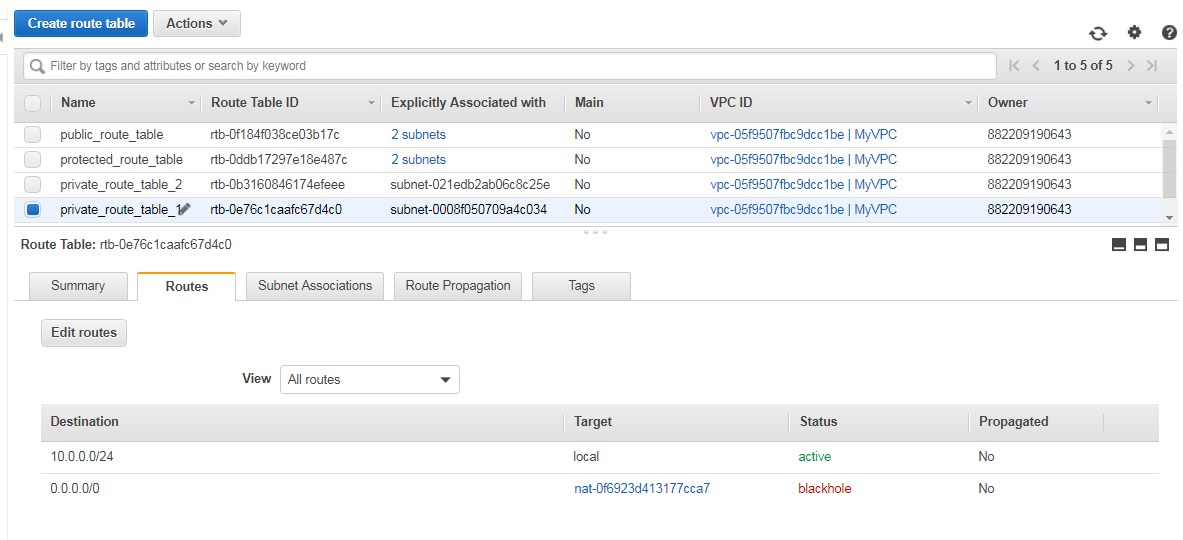 Create route table Actions
Filter by tags and attributes or search by keyword 1 to 5 of 5
Name Route Table ID Explicitly Associated with Main VPC ID Owner
public_route_table rtb-0f184f038ce03b17c 2 subnets No vpc-05f9507fbc9dcc1be | MyVPC 882209190643
protected_route_table rtb-0ddb17297e18e487c 2 subnets No vpc-05f9507fbc9dcc1be | MyVPC 882209190643
private_route_table_2 rtb-0b3160846174efeee subnet-021edb2ab06c8c25e No vpc-05f9507fbc9dcc1be | MyVPC 882209190643
private_route_table_1 rtb-0e76c1caafc67d4c0 subnet-0008f050709a4c034 No vpc-05f9507fbc9dcc1be | MyVPC 882209190643
Route Table: rtb-0e76c1caafc67d4c0
Summary Routes Subnet Associations Route Propagation Tags
Edit routes
View All routes
Destination Target Status Propagated
10.0.0.0/24 local active No
0.0.0.0/0 nat-0f6923d413177cca7 blackhole No